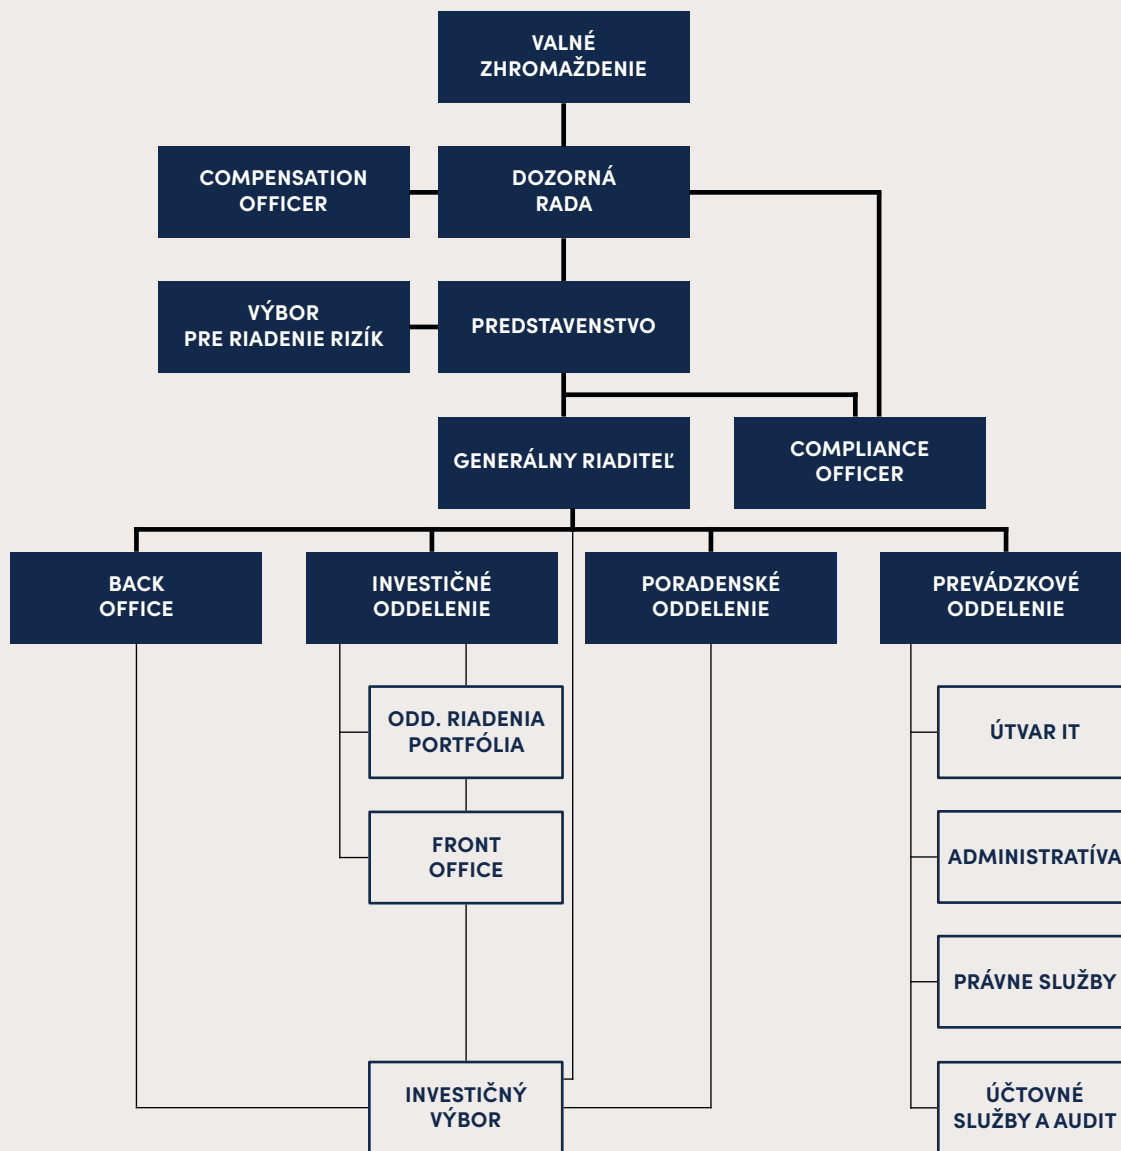 VALNÉ
ZHROMAŽDENIE
COMPENSATION
OFFICER
DOZORNÁ
RADA
VÝBOR
PRE RIADENIE RIZÍK
PREDSTAVENSTVO
GENERÁLNY RIADITEĽ
COMPLIANCE
OFFICER
BACK
OFFICE
INVESTIČNÉ
ODDELENIE
PORADENSKÉ
ODDELENIE
PREVÁDZKOVÉ
ODDELENIE
ODD. RIADENIA
PORTFÓLIA
ÚTVAR IT
FRONT
OFFICE
ADMINISTRATÍVA
PRÁVNE SLUŽBY
INVESTIČNÝ
VÝBOR
ÚČTOVNÉ
SLUŽBY A AUDIT